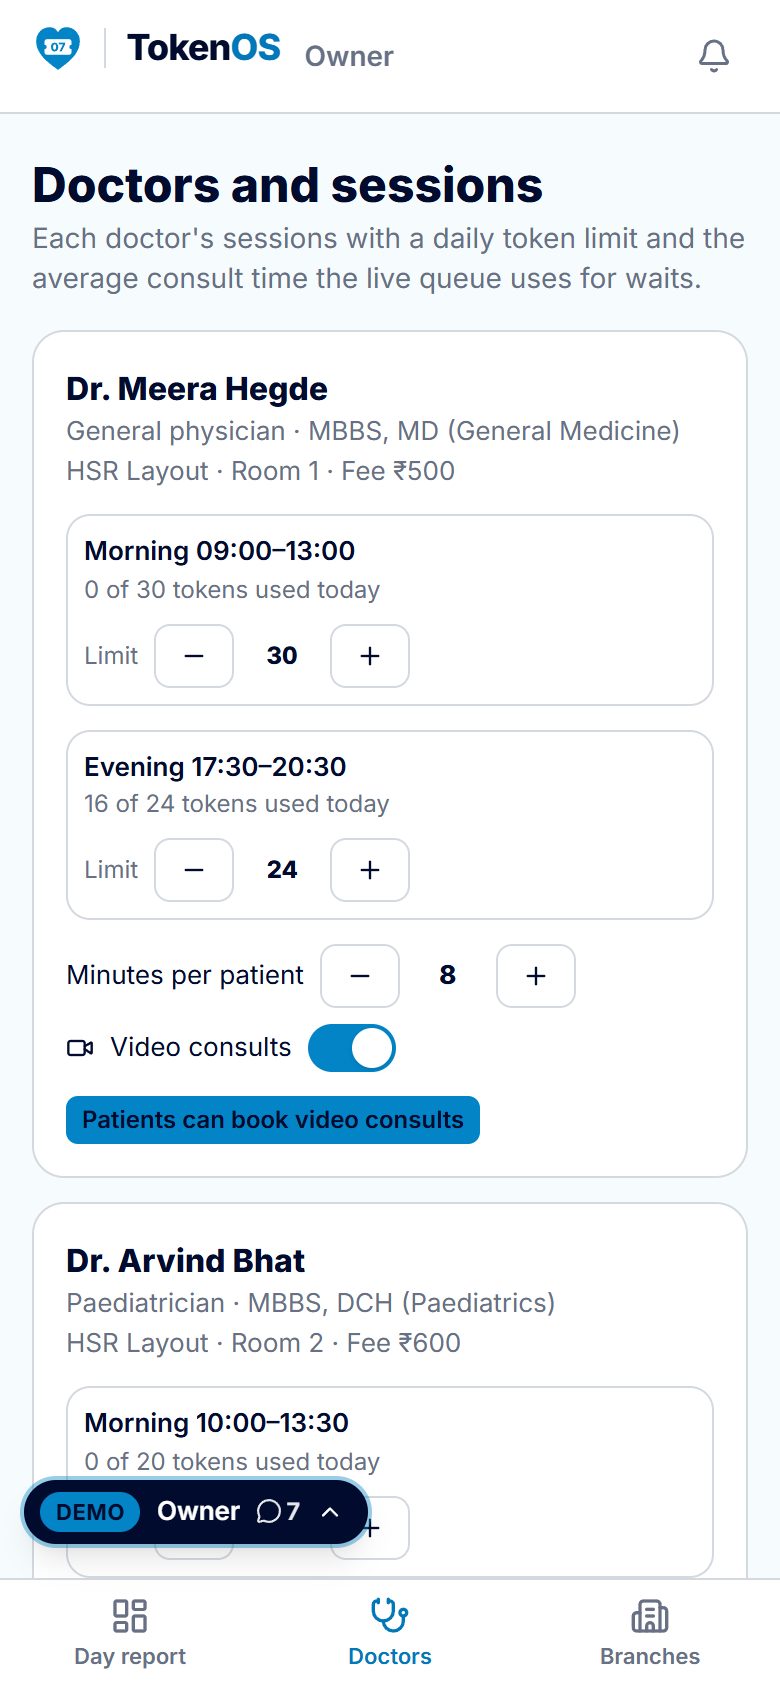 07
TokenOS Owner
Doctors and sessions
Each doctor's sessions with a daily token limit and the
average consult time the live queue uses for waits.
Dr. Meera Hegde
General physician · MBBS, MD (General Medicine)
HSR Layout · Room 1 · Fee ₹500
Morning 09:00–13:00
0 of 30 tokens used today
Limit − 30 +
Evening 17:30–20:30
16 of 24 tokens used today
Limit − 24 +
Minutes per patient − 8 +
Video consults
Patients can book video consults
Dr. Arvind Bhat
Paediatrician · MBBS, DCH (Paediatrics)
HSR Layout · Room 2 · Fee ₹600
Morning 10:00–13:30
0 of 20 tokens used today
DEMO Owner 7
+
Day report Doctors Branches